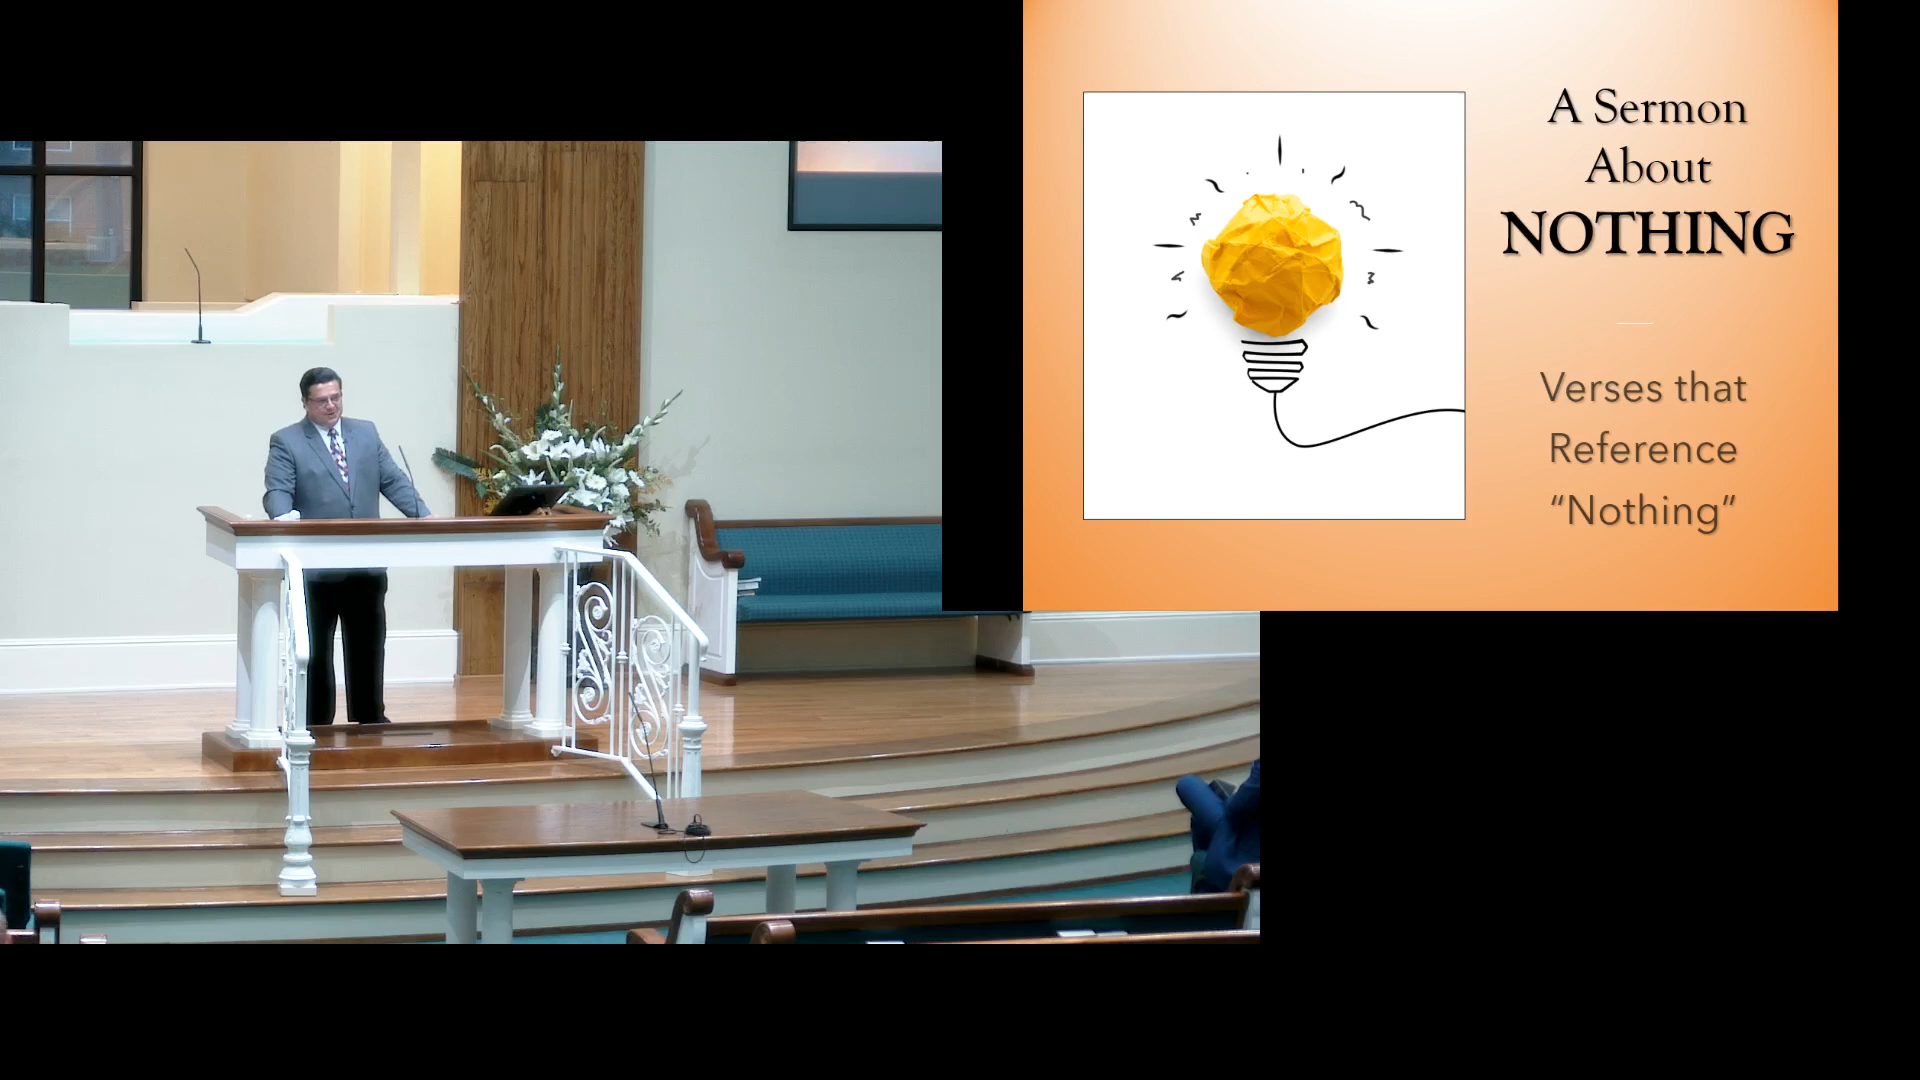 A Sermon
About
NOTHING
Verses that
Reference
“Nothing”